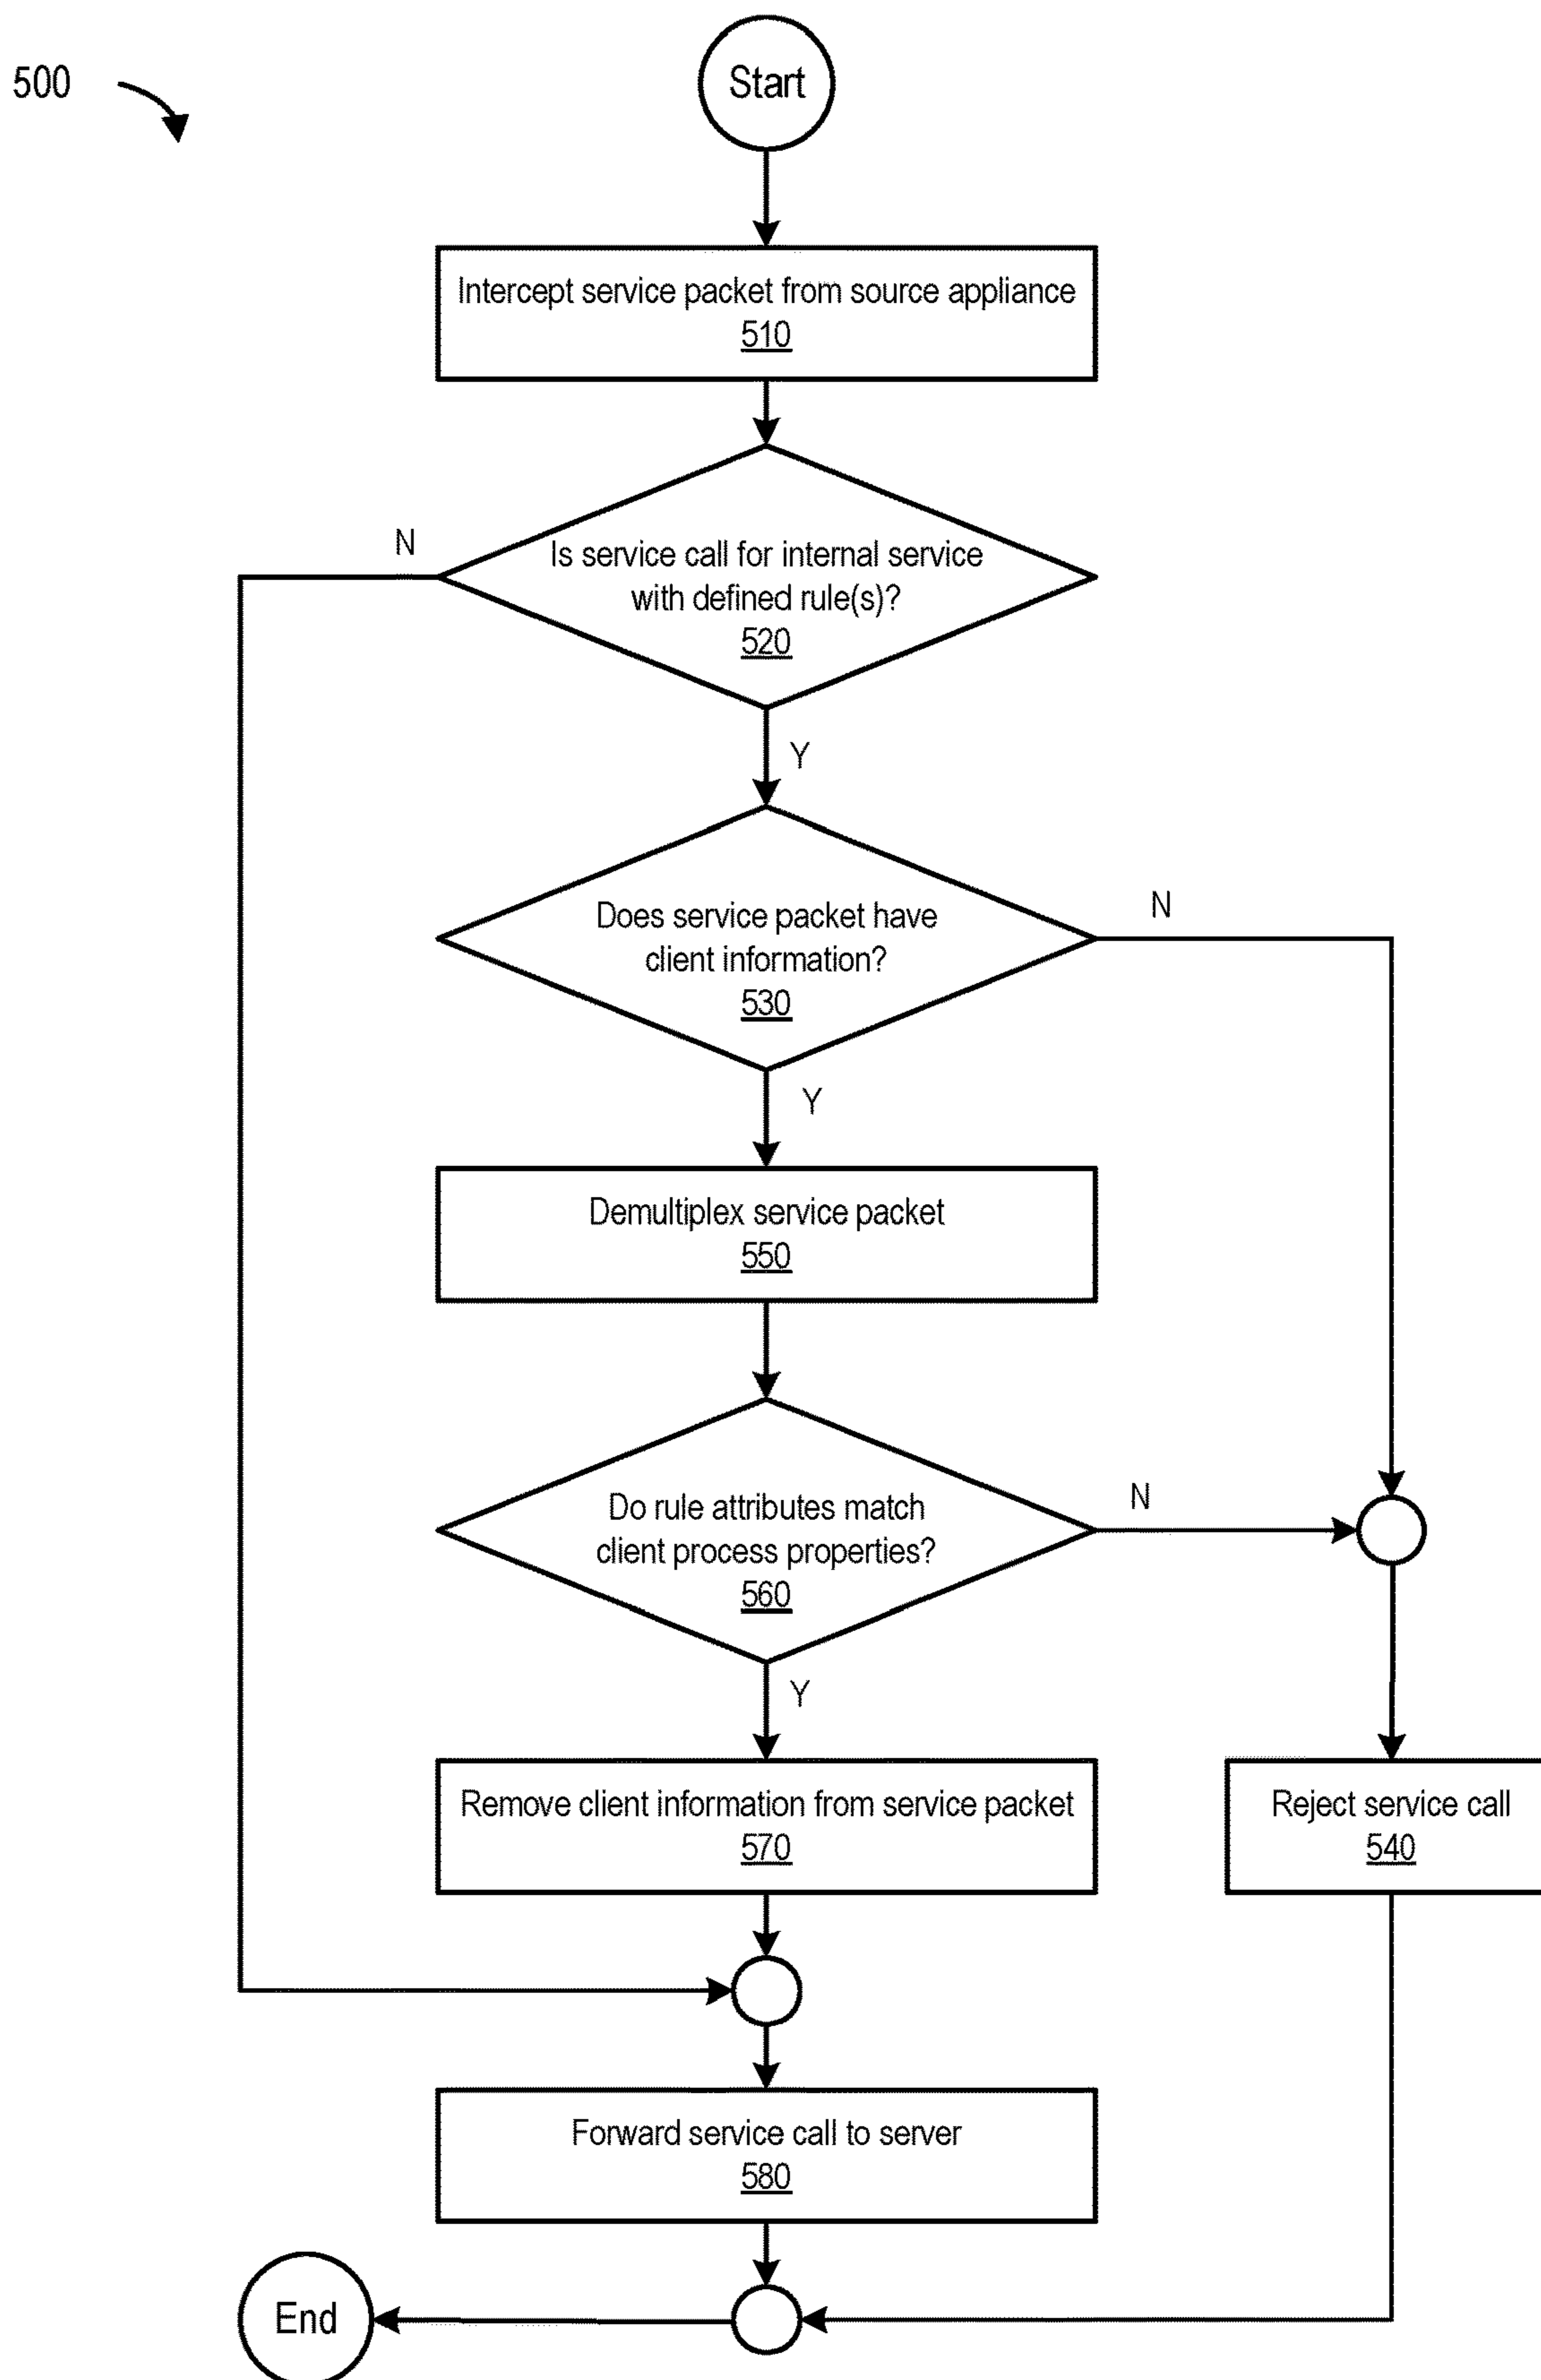 500
Start
Intercept service packet from source appliance
510
Is service call for internal service
with defined rule(s)?
520
N
Y
Does service packet have
client information?
530
N
Y
Demultiplex service packet
550
Do rule attributes match
client process properties?
560
N
Y
Remove client information from service packet
570
Reject service call
540
Forward service call to server
580
End